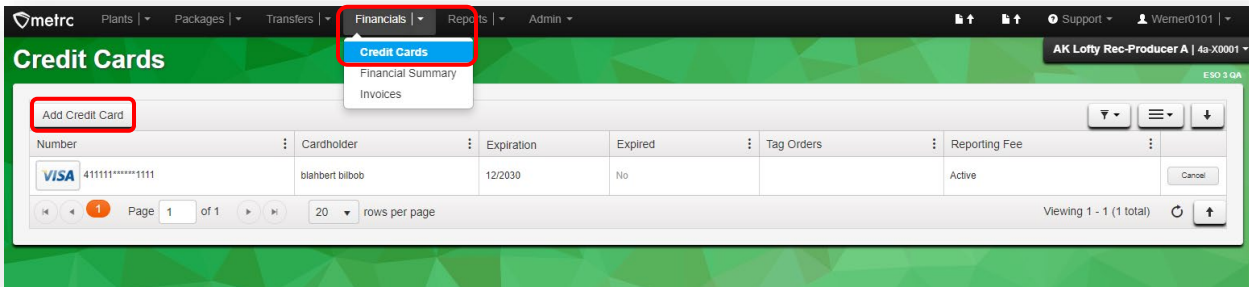 metrc Plants Packages Transfers Financials Reports Admin Support Werner0101
Credit Cards
AK Lofty Rec-Producer A | 4a-X0001
ESO 3 QA
Credit Cards
Financial Summary
Invoices
Add Credit Card
Number Cardholder Expiration Expired Tag Orders Reporting Fee
VISA 411111******1111 blahbert bilbob 12/2030 No Active Cancel
1 Page 1 of 1 20 rows per page Viewing 1 - 1 (1 total)